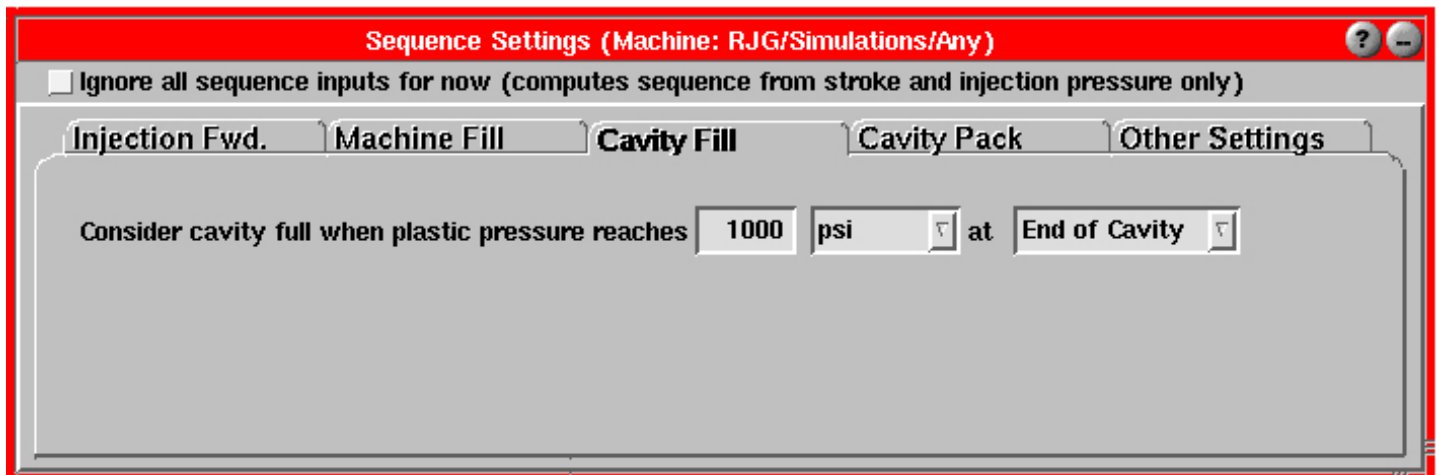 Sequence Settings (Machine: RJG/Simulations/Any)
? –
Ignore all sequence inputs for now (computes sequence from stroke and injection pressure only)
Injection Fwd. Machine Fill Cavity Fill Cavity Pack Other Settings
Consider cavity full when plastic pressure reaches 1000 psi at End of Cavity